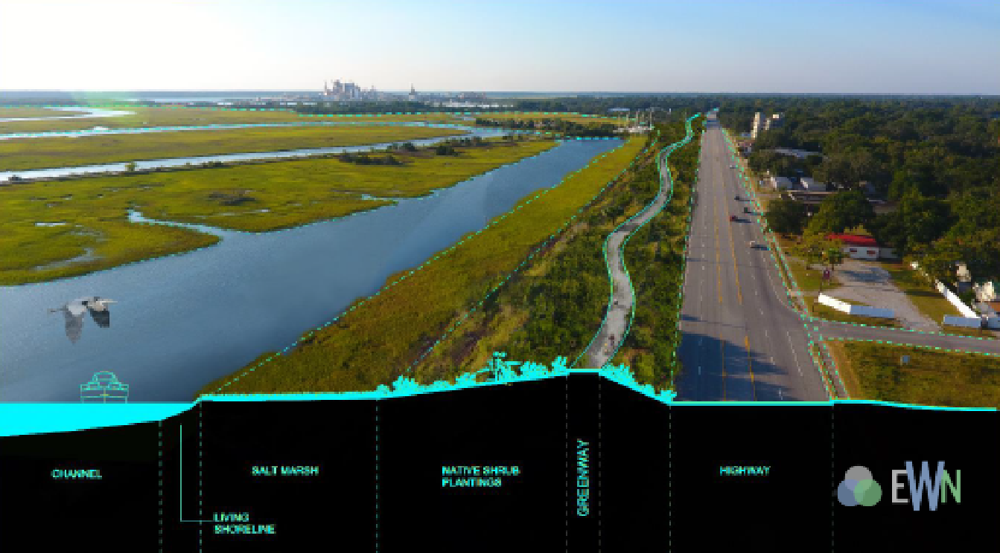 CHANNEL
LIVING
SHORELINE
SALT MARSH
NATIVE SHRUB
PLANTINGS
GREENWAY
HIGHWAY
EWN